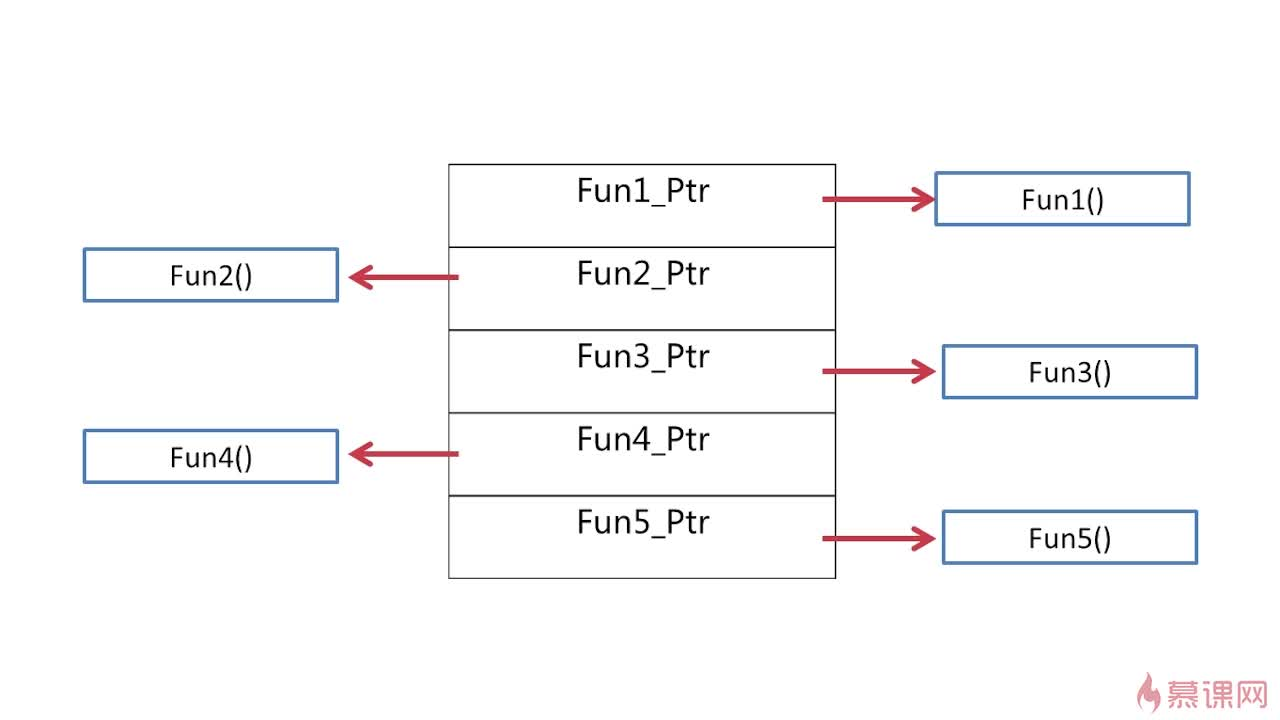 Fun1_Ptr
Fun1()
Fun2()
Fun2_Ptr
Fun3_Ptr
Fun3()
Fun4()
Fun4_Ptr
Fun5_Ptr
Fun5()
慕课网